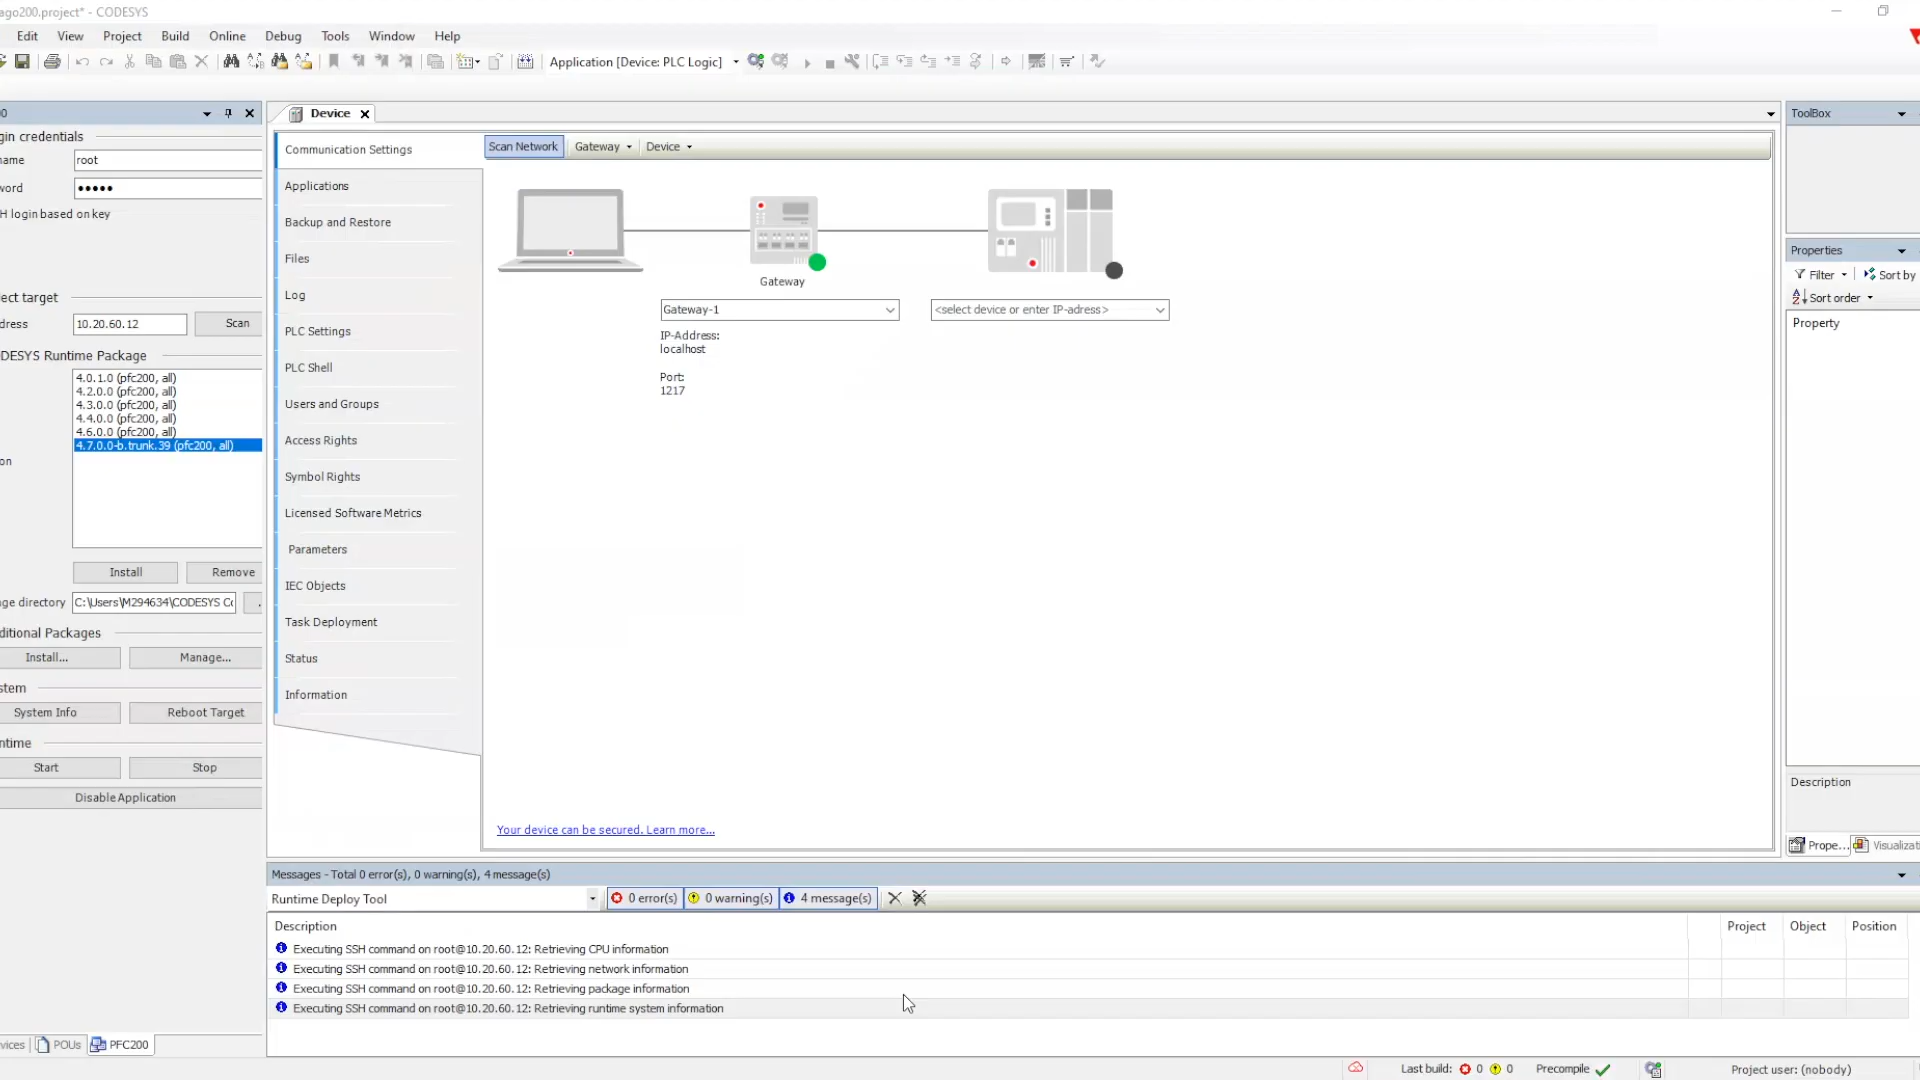 ago200.project* - CODESYS
Edit View Project Build Online Debug Tools Window Help
Application [Device: PLC Logic]
Device
ToolBox
gin credentials
ame root
word •••••
H login based on key
ect target
dress 10.20.60.12 Scan
DESYS Runtime Package
4.0.1.0 (pfc200, all)
4.2.0.0 (pfc200, all)
4.3.0.0 (pfc200, all)
4.4.0.0 (pfc200, all)
4.6.0.0 (pfc200, all)
4.7.0.0-b.trunk.39 (pfc200, all)
on
Install Remove
ge directory C:\Users\M294634\CODESYS Co
ditional Packages
Install... Manage...
stem
System Info Reboot Target
ntime
Start Stop
Disable Application
vices POUs PFC200
Communication Settings
Applications
Backup and Restore
Files
Log
PLC Settings
PLC Shell
Users and Groups
Access Rights
Symbol Rights
Licensed Software Metrics
Parameters
IEC Objects
Task Deployment
Status
Information
Scan Network Gateway Device
Gateway
Gateway-1 <select device or enter IP-adress>
IP-Address:
localhost
Port:
1217
Your device can be secured. Learn more...
Properties
Filter Sort by
Sort order
Property
Description
Prope... Visualizati
Messages - Total 0 error(s), 0 warning(s), 4 message(s)
Runtime Deploy Tool 0 error(s) 0 warning(s) 4 message(s)
Description Project Object Position
Executing SSH command on root@10.20.60.12: Retrieving CPU information
Executing SSH command on root@10.20.60.12: Retrieving network information
Executing SSH command on root@10.20.60.12: Retrieving package information
Executing SSH command on root@10.20.60.12: Retrieving runtime system information
Last build: 0 0 Precompile Project user: (nobody)